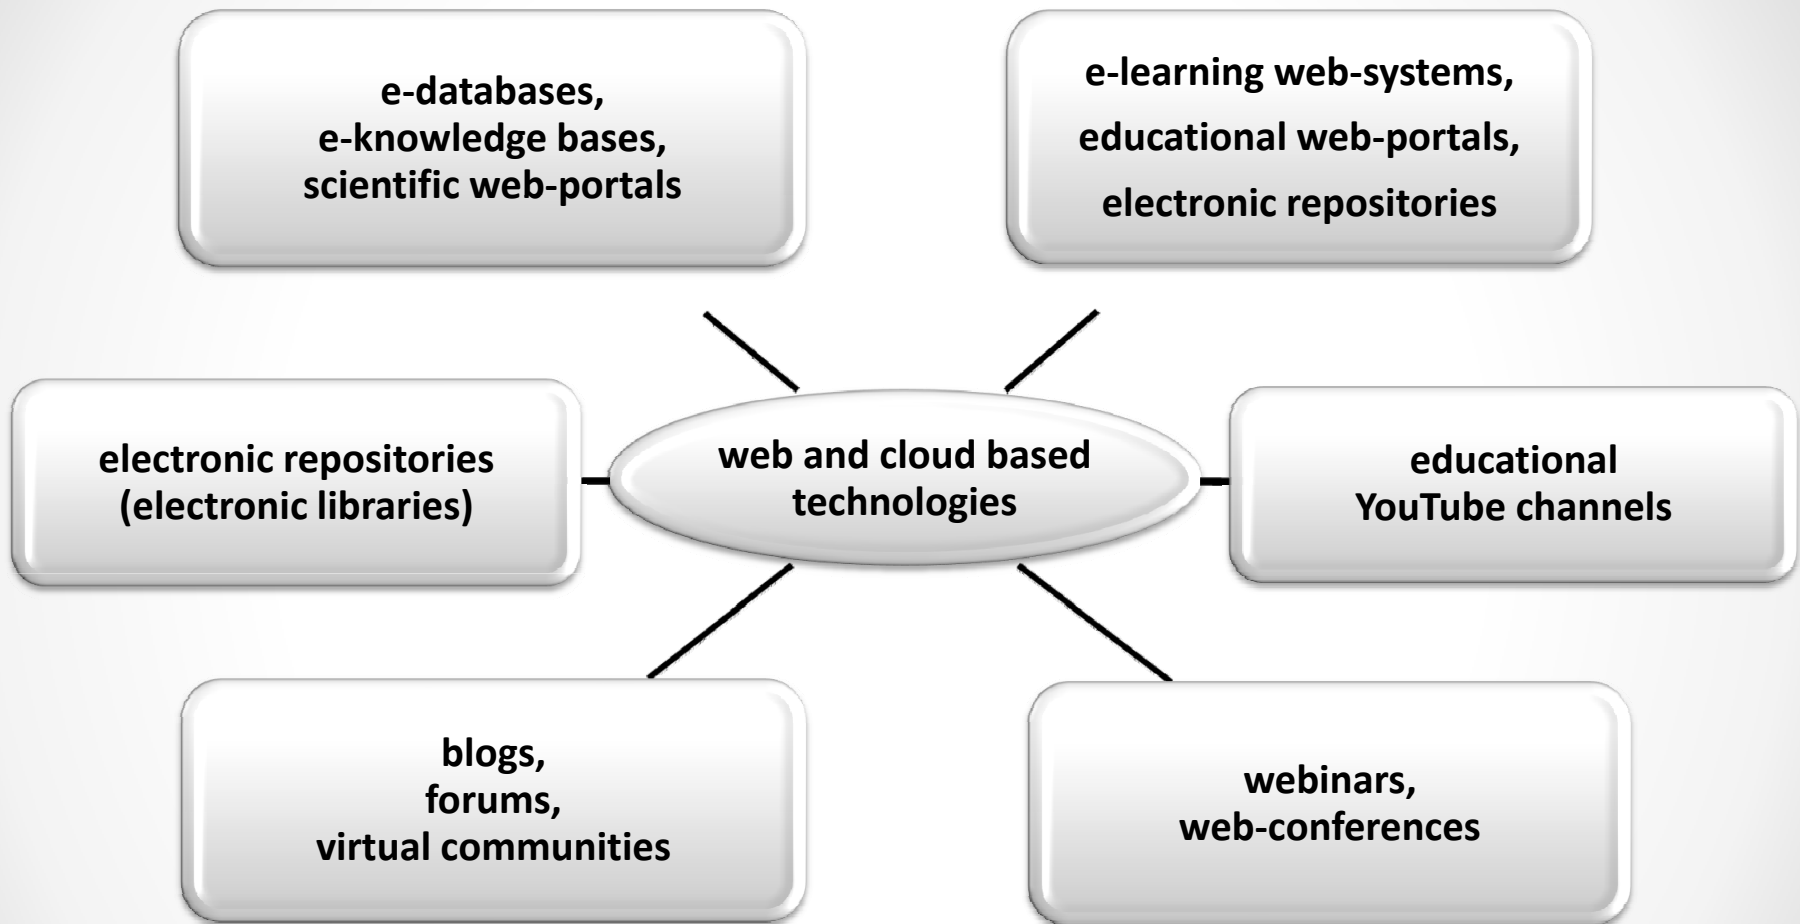 e-databases,
e-knowledge bases,
scientific web-portals
e-learning web-systems,
educational web-portals,
electronic repositories
electronic repositories
(electronic libraries)
web and cloud based
technologies
educational
YouTube channels
blogs,
forums,
virtual communities
webinars,
web-conferences